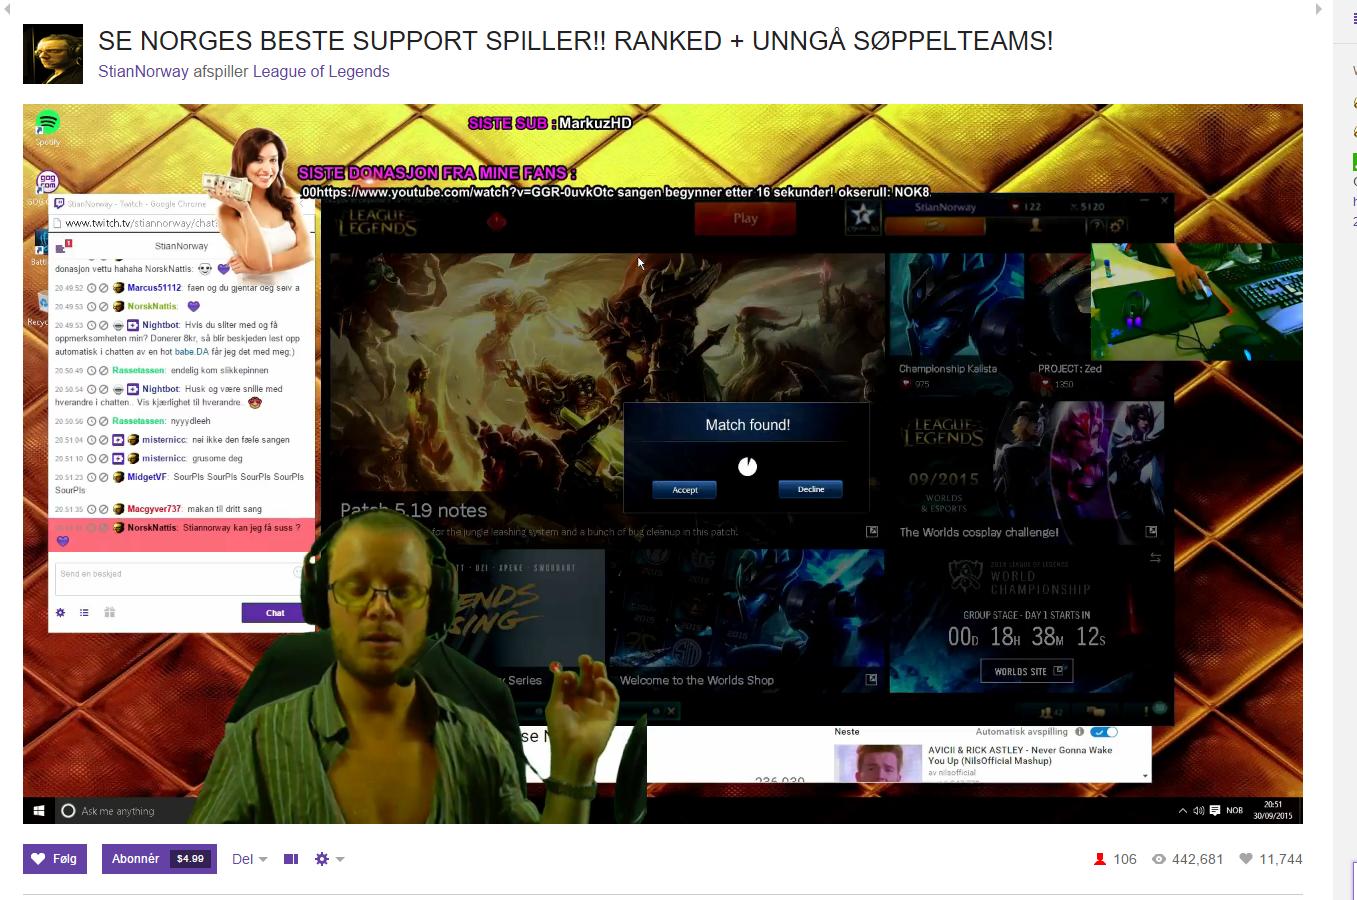 SE NORGES BESTE SUPPORT SPILLER!! RANKED + UNNGÅ SØPPELTEAMS!
StianNorway afspiller League of Legends
Spotify
SISTE SUB : MarkuzHD
SISTE DONASJON FRA MINE FANS :
.00https://www.youtube.com/watch?v=GGR-0uvkOtc sangen begynner etter 16 sekunder! okserull: NOK8
StianNorway - Twitch - Google Chrome
www.twitch.tv/stiannorway/chat?
StianNorway
donasjon vettu hahaha NorskNattis:
20:49:52 Marcus51112: faen og du gjentar deg selv a
20:49:53 NorskNattis:
20:49:53 Nightbot: Hvis du sliter med og få
oppmerksomheten min? Donerer 8kr, så blir beskjeden lest opp
automatisk i chatten av en hot babe.DA får jeg det med meg;)
20:50:49 Rassetassen: endelig kom slikkepinnen
20:50:54 Nightbot: Husk og være snille med
hverandre i chatten.. Vis kjærlighet til hverandre.
20:50:56 Rassetassen: nyyydleeh
20:51:04 misternicc: nei ikke den fæle sangen
20:51:10 misternicc: grusome deg
20:51:23 MidgetVF: SourPls SourPls SourPls SourPls
SourPls
20:51:35 Macgyver737: makan til dritt sang
NorskNattis: Stiannorway kan jeg få suss ?
Send en beskjed
Chat
LEAGUE OF LEGENDS
Play
StianNorway
122
5120
Championship Kalista
975
PROJECT: Zed
1350
Match found!
Accept
Decline
Patch 5.19 notes
for the jungle leashing system and a bunch of bug cleanup in this patch.
LEAGUE OF LEGENDS
09/2015
WORLDS
& ESPORTS
The Worlds cosplay challenge!
UZI . XPEKE . SWORDART
ENDS
SING
Series
2015
Welcome to the Worlds Shop
2015 LEAGUE OF LEGENDS
WORLD
CHAMPIONSHIP
GROUP STAGE - DAY 1 STARTS IN
00D 18H 38M 12S
WORLDS SITE
42
Neste
Automatisk avspilling
AVICII & RICK ASTLEY - Never Gonna Wake
You Up (NilsOfficial Mashup)
av nilsofficial
Ask me anything
NOB
20:51
30/09/2015
Følg
Abonnér $4.99
Del
106
442,681
11,744